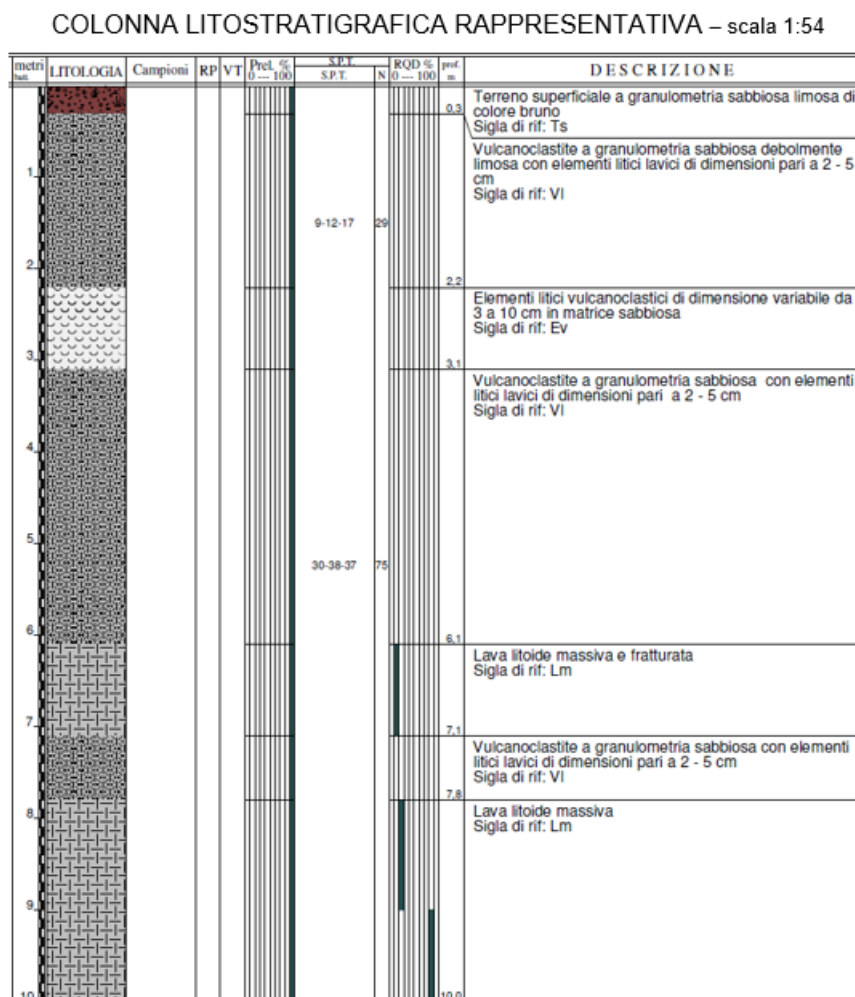 COLONNA LITOSTRATIGRAFICA RAPPRESENTATIVA – scala 1:54
metri batt. LITOLOGIA Campioni RP VT Prel. % 0 --- 100 S.P.T. S.P.T. N RQD % 0 --- 100 prof. m DESCRIZIONE
Terreno superficiale a granulometria sabbiosa limosa di
0,3 colore bruno
Sigla di rif: Ts
Vulcanoclastite a granulometria sabbiosa debolmente
1 limosa con elementi litici lavici di dimensioni pari a 2 - 5
cm
Sigla di rif: Vl
9-12-17 29
2
2,2
Elementi litici vulcanoclastici di dimensione variabile da
3 a 10 cm in matrice sabbiosa
Sigla di rif: Ev
3
3,1
Vulcanoclastite a granulometria sabbiosa con elementi
litici lavici di dimensioni pari a 2 - 5 cm
Sigla di rif: Vl
4
5
30-38-37 75
6
6,1
Lava litoide massiva e fratturata
Sigla di rif: Lm
7
7,1
Vulcanoclastite a granulometria sabbiosa con elementi
litici lavici di dimensioni pari a 2 - 5 cm
Sigla di rif: Vl
7,8
8 Lava litoide massiva
Sigla di rif: Lm
9
10 10,0